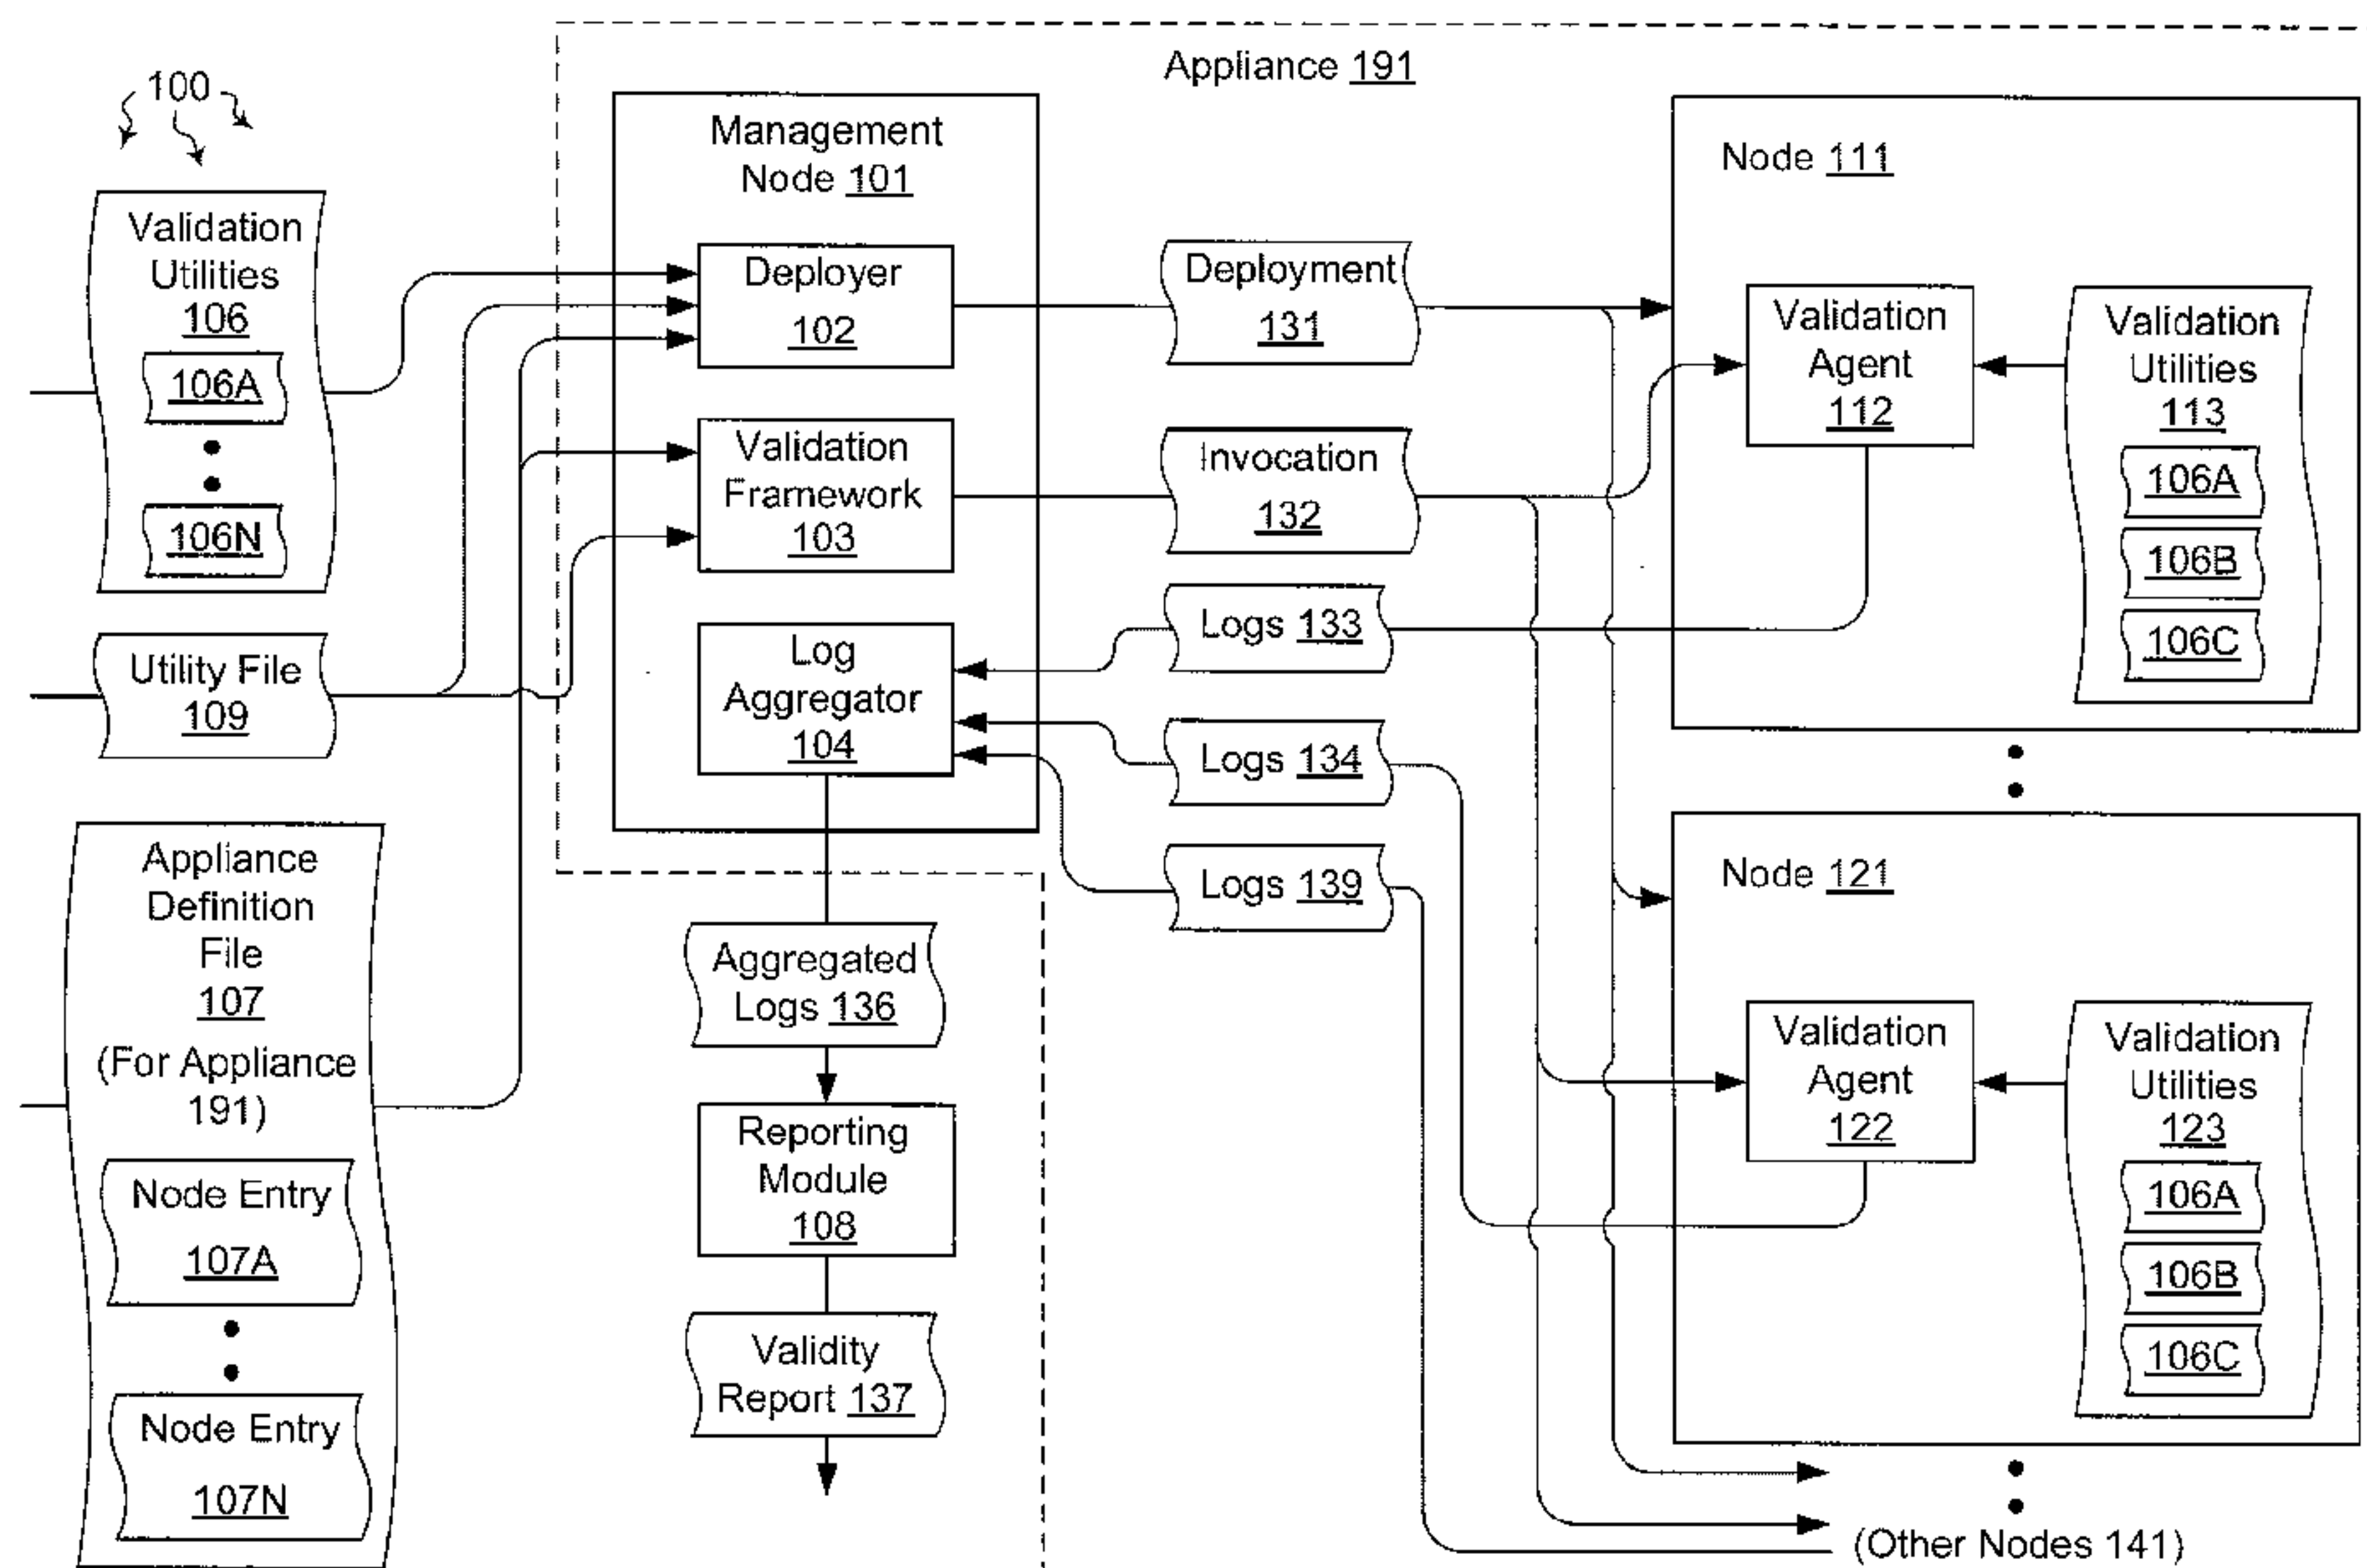 100
Appliance 191
Validation
Utilities
106
106A
106N
Utility File
109
Appliance
Definition
File
107
(For Appliance
191)
Node Entry
107A
Node Entry
107N
Management
Node 101
Deployer
102
Validation
Framework
103
Log
Aggregator
104
Aggregated
Logs 136
Reporting
Module
108
Validity
Report 137
Deployment
131
Invocation
132
Logs 133
Logs 134
Logs 139
Node 111
Validation
Agent
112
Validation
Utilities
113
106A
106B
106C
Node 121
Validation
Agent
122
Validation
Utilities
123
106A
106B
106C
(Other Nodes 141)